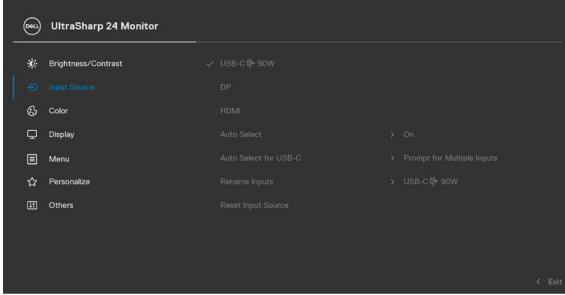 DELL UltraSharp 24 Monitor
Brightness/Contrast ✓ USB-C 90W
Input Source DP
Color HDMI
Display Auto Select > On
Menu Auto Select for USB-C > Prompt for Multiple Inputs
Personalize Rename Inputs > USB-C 90W
Others Reset Input Source
< Exit